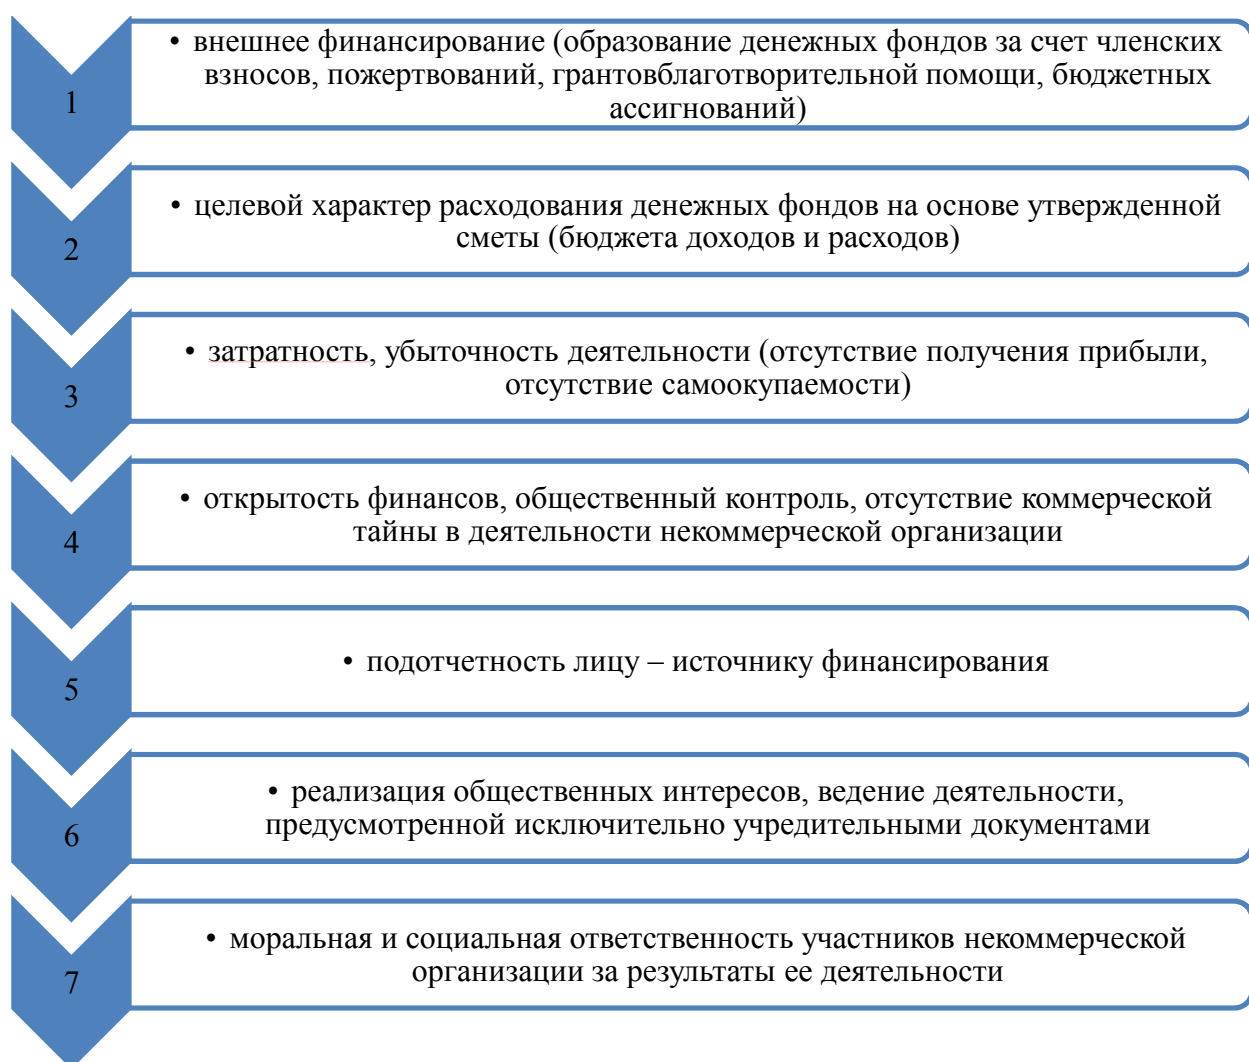 1
• внешнее финансирование (образование денежных фондов за счет членских
взносов, пожертвований, грантовблаготворительной помощи, бюджетных
ассигнований)
2
• целевой характер расходования денежных фондов на основе утвержденной
сметы (бюджета доходов и расходов)
3
• затратность, убыточность деятельности (отсутствие получения прибыли,
отсутствие самоокупаемости)
4
• открытость финансов, общественный контроль, отсутствие коммерческой
тайны в деятельности некоммерческой организации
5
• подотчетность лицу – источнику финансирования
6
• реализация общественных интересов, ведение деятельности,
предусмотренной исключительно учредительными документами
7
• моральная и социальная ответственность участников некоммерческой
организации за результаты ее деятельности